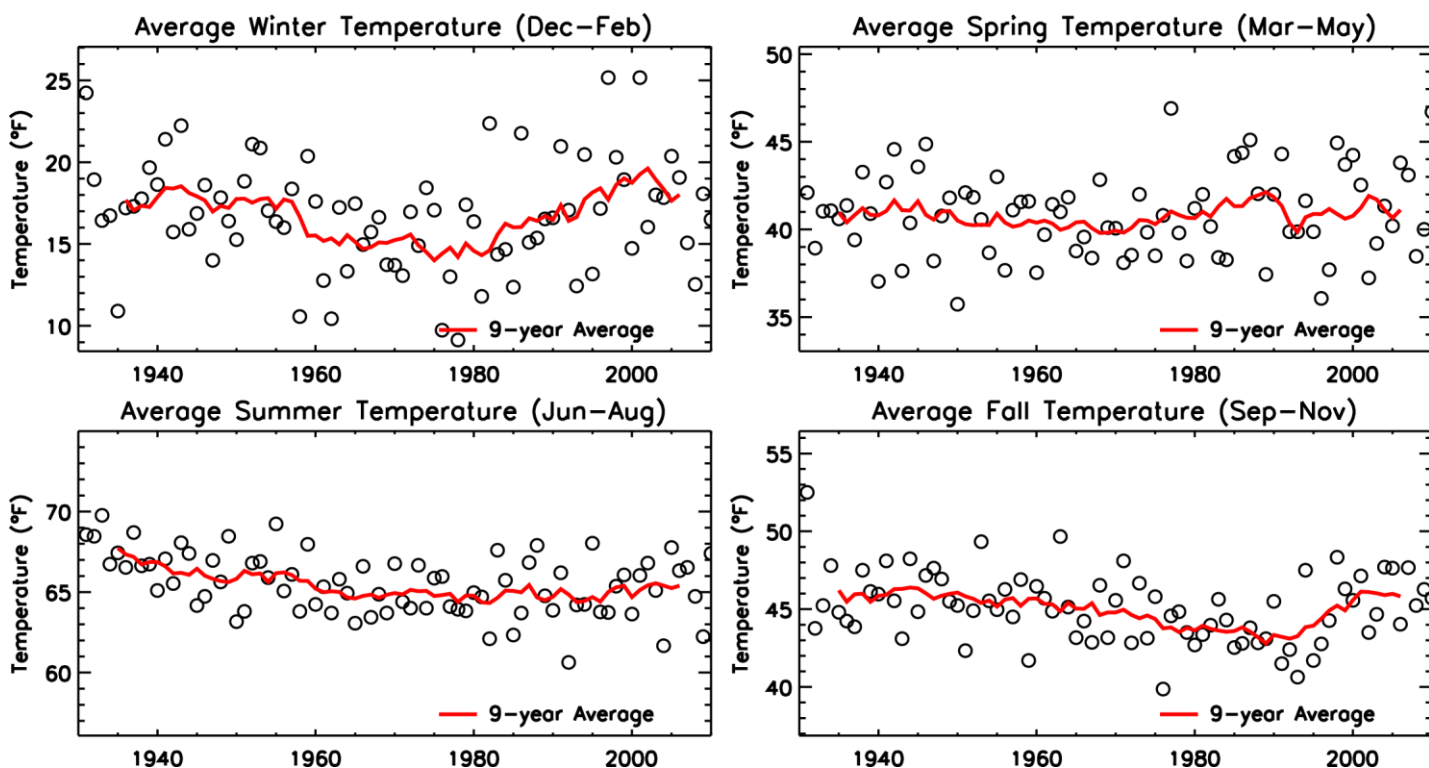 Average Winter Temperature (Dec-Feb)
25
20
15
10
Temperature (°F)
9-year Average
1940 1960 1980 2000
Average Spring Temperature (Mar-May)
50
45
40
35
Temperature (°F)
9-year Average
1940 1960 1980 2000
Average Summer Temperature (Jun-Aug)
70
65
60
Temperature (°F)
9-year Average
1940 1960 1980 2000
Average Fall Temperature (Sep-Nov)
55
50
45
40
Temperature (°F)
9-year Average
1940 1960 1980 2000